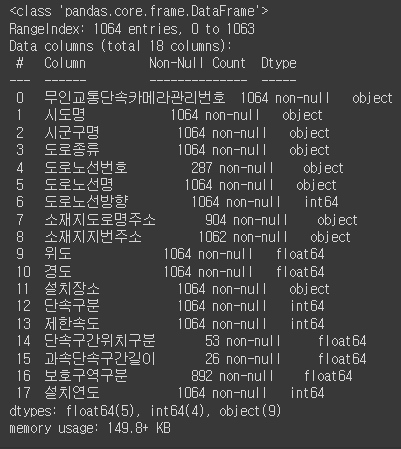 <class 'pandas.core.frame.DataFrame'>
RangeIndex: 1064 entries, 0 to 1063
Data columns (total 18 columns):
 #   Column          Non-Null Count  Dtype
---  ------          --------------  -----
 0   무인교통단속카메라관리번호  1064 non-null   object
 1   시도명             1064 non-null   object
 2   시군구명            1064 non-null   object
 3   도로종류            1064 non-null   object
 4   도로노선번호          287 non-null    object
 5   도로노선명           1064 non-null   object
 6   도로노선방향          1064 non-null   int64
 7   소재지도로명주소        904 non-null    object
 8   소재지지번주소         1062 non-null   object
 9   위도              1064 non-null   float64
 10  경도              1064 non-null   float64
 11  설치장소            1064 non-null   object
 12  단속구분            1064 non-null   int64
 13  제한속도            1064 non-null   int64
 14  단속구간위치구분        53 non-null     float64
 15  과속단속구간길이        26 non-null     float64
 16  보호구역구분          892 non-null    float64
 17  설치연도            1064 non-null   int64
dtypes: float64(5), int64(4), object(9)
memory usage: 149.8+ KB